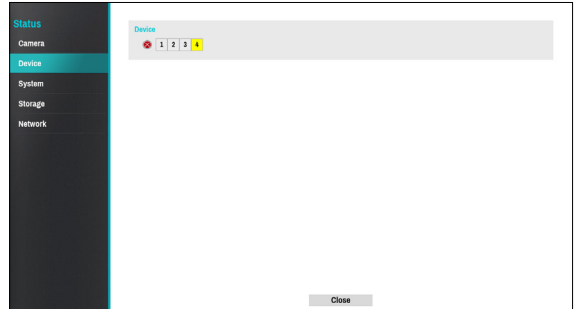 Status
Camera
Device
System
Storage
Network
Device
1 2 3 4
Close